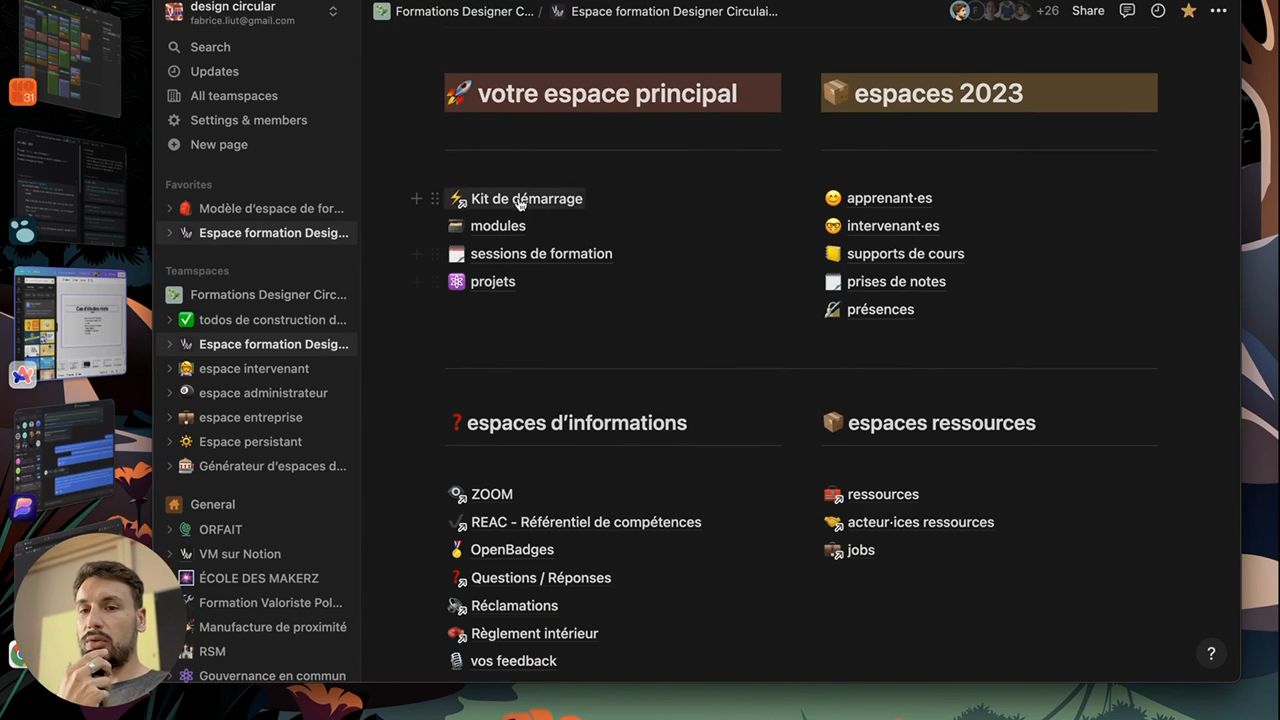 design circular
fabrice.liut@gmail.com
Formations Designer C... / Espace formation Designer Circulai...
+26 Share
Search
Updates
All teamspaces
Settings & members
New page
Favorites
Modèle d'espace de for...
Espace formation Desig...
Teamspaces
Formations Designer Circ...
todos de construction d...
Espace formation Desig...
espace intervenant
espace administrateur
espace entreprise
Espace persistant
Générateur d'espaces d...
General
ORFAIT
VM sur Notion
ÉCOLE DES MAKERZ
Formation Valoriste Pol...
Manufacture de proximité
RSM
Gouvernance en commun
votre espace principal
Kit de démarrage
modules
sessions de formation
projets
espaces 2023
apprenant·es
intervenant·es
supports de cours
prises de notes
présences
espaces d'informations
ZOOM
REAC - Référentiel de compétences
OpenBadges
Questions / Réponses
Réclamations
Règlement intérieur
vos feedback
espaces ressources
ressources
acteur·ices ressources
jobs
?
31